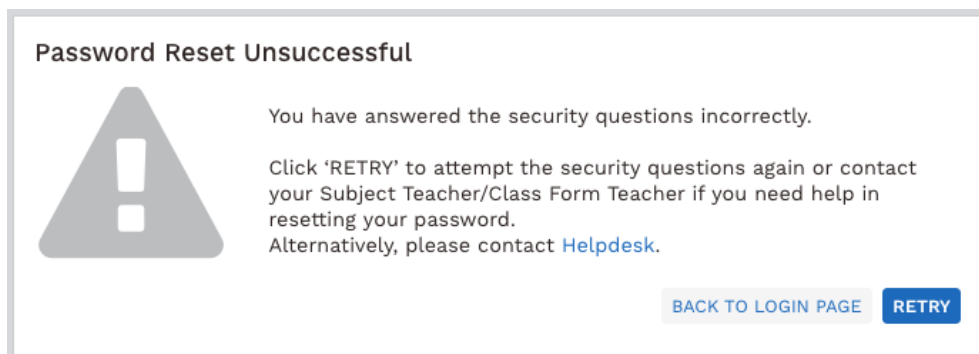 Password Reset Unsuccessful
You have answered the security questions incorrectly.
Click ‘RETRY’ to attempt the security questions again or contact
your Subject Teacher/Class Form Teacher if you need help in
resetting your password.
Alternatively, please contact Helpdesk.
BACK TO LOGIN PAGE RETRY